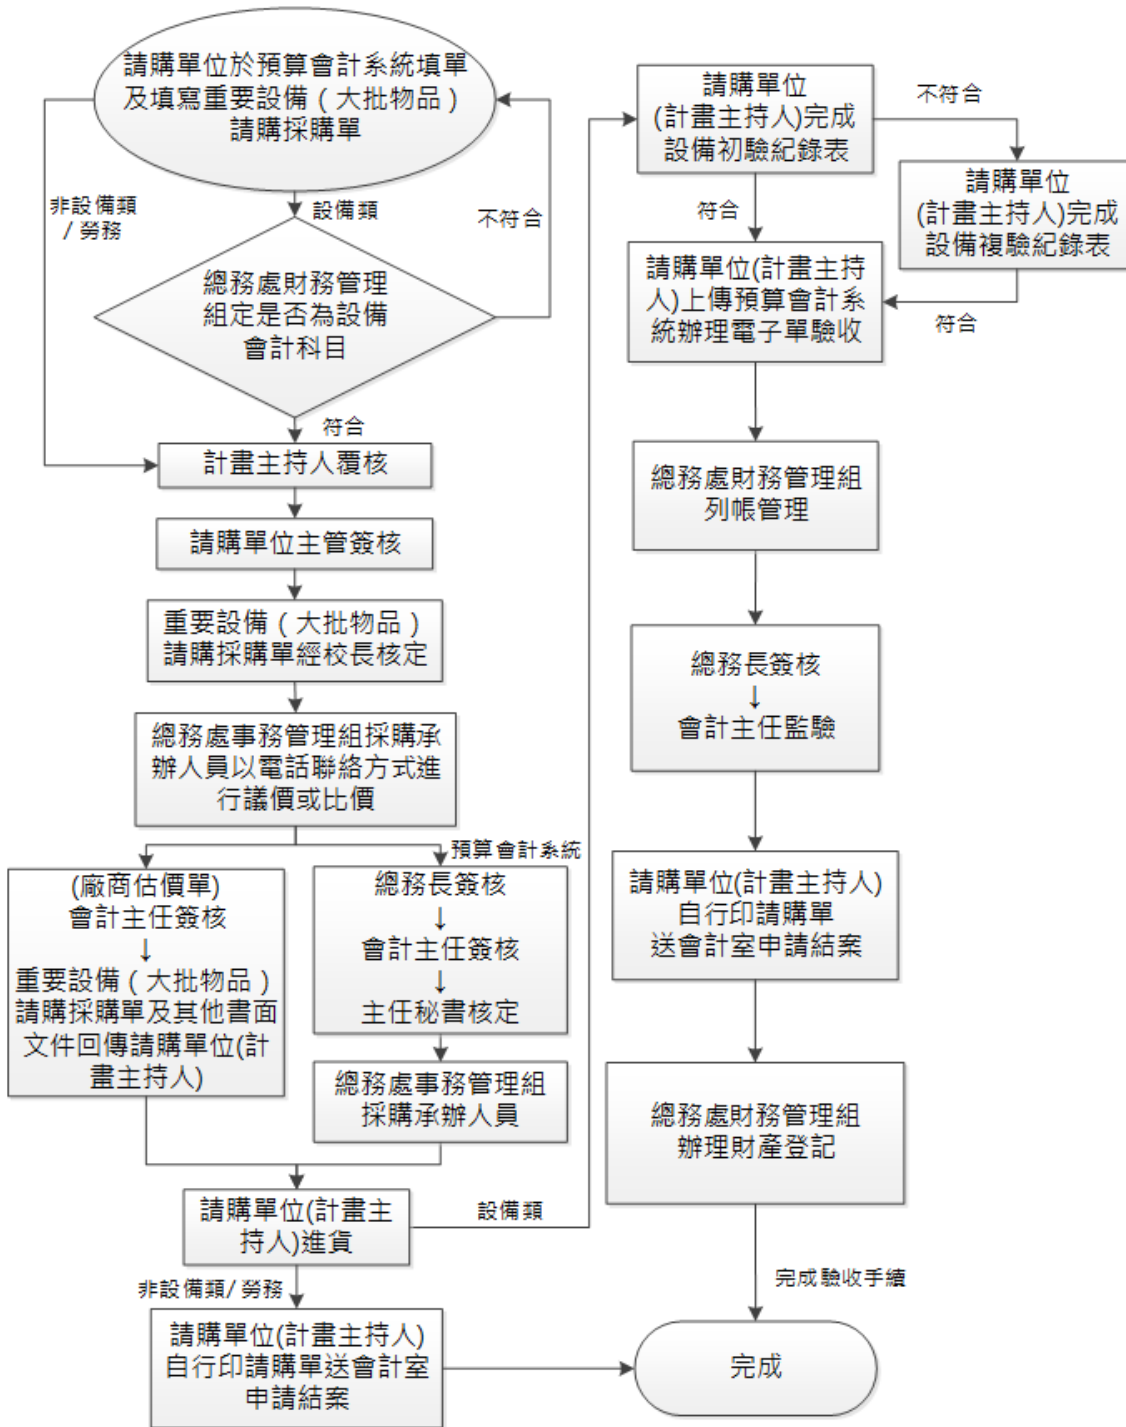 請購單位於預算會計系統填單
及填寫重要設備（大批物品）
請購採購單
非設備類
/ 勞務
設備類
不符合
總務處財務管理
組定是否為設備
會計科目
符合
計畫主持人覆核
請購單位主管簽核
重要設備（大批物品）
請購採購單經校長核定
總務處事務管理組採購承
辦人員以電話聯絡方式進
行議價或比價
(廠商估價單)
會計主任簽核
↓
重要設備（大批物品）
請購採購單及其他書面
文件回傳請購單位(計
畫主持人)
預算會計系統
總務長簽核
↓
會計主任簽核
↓
主任秘書核定
總務處事務管理組
採購承辦人員
請購單位(計畫主
持人)進貨
設備類
非設備類/ 勞務
請購單位(計畫主持人)
自行印請購單送會計室
申請結案
請購單位
(計畫主持人)完成
設備初驗紀錄表
不符合
請購單位
(計畫主持人)完成
設備複驗紀錄表
符合
符合
請購單位(計畫主持
人)上傳預算會計系
統辦理電子單驗收
總務處財務管理組
列帳管理
總務長簽核
↓
會計主任監驗
請購單位(計畫主持人)
自行印請購單
送會計室申請結案
總務處財務管理組
辦理財產登記
完成驗收手續
完成